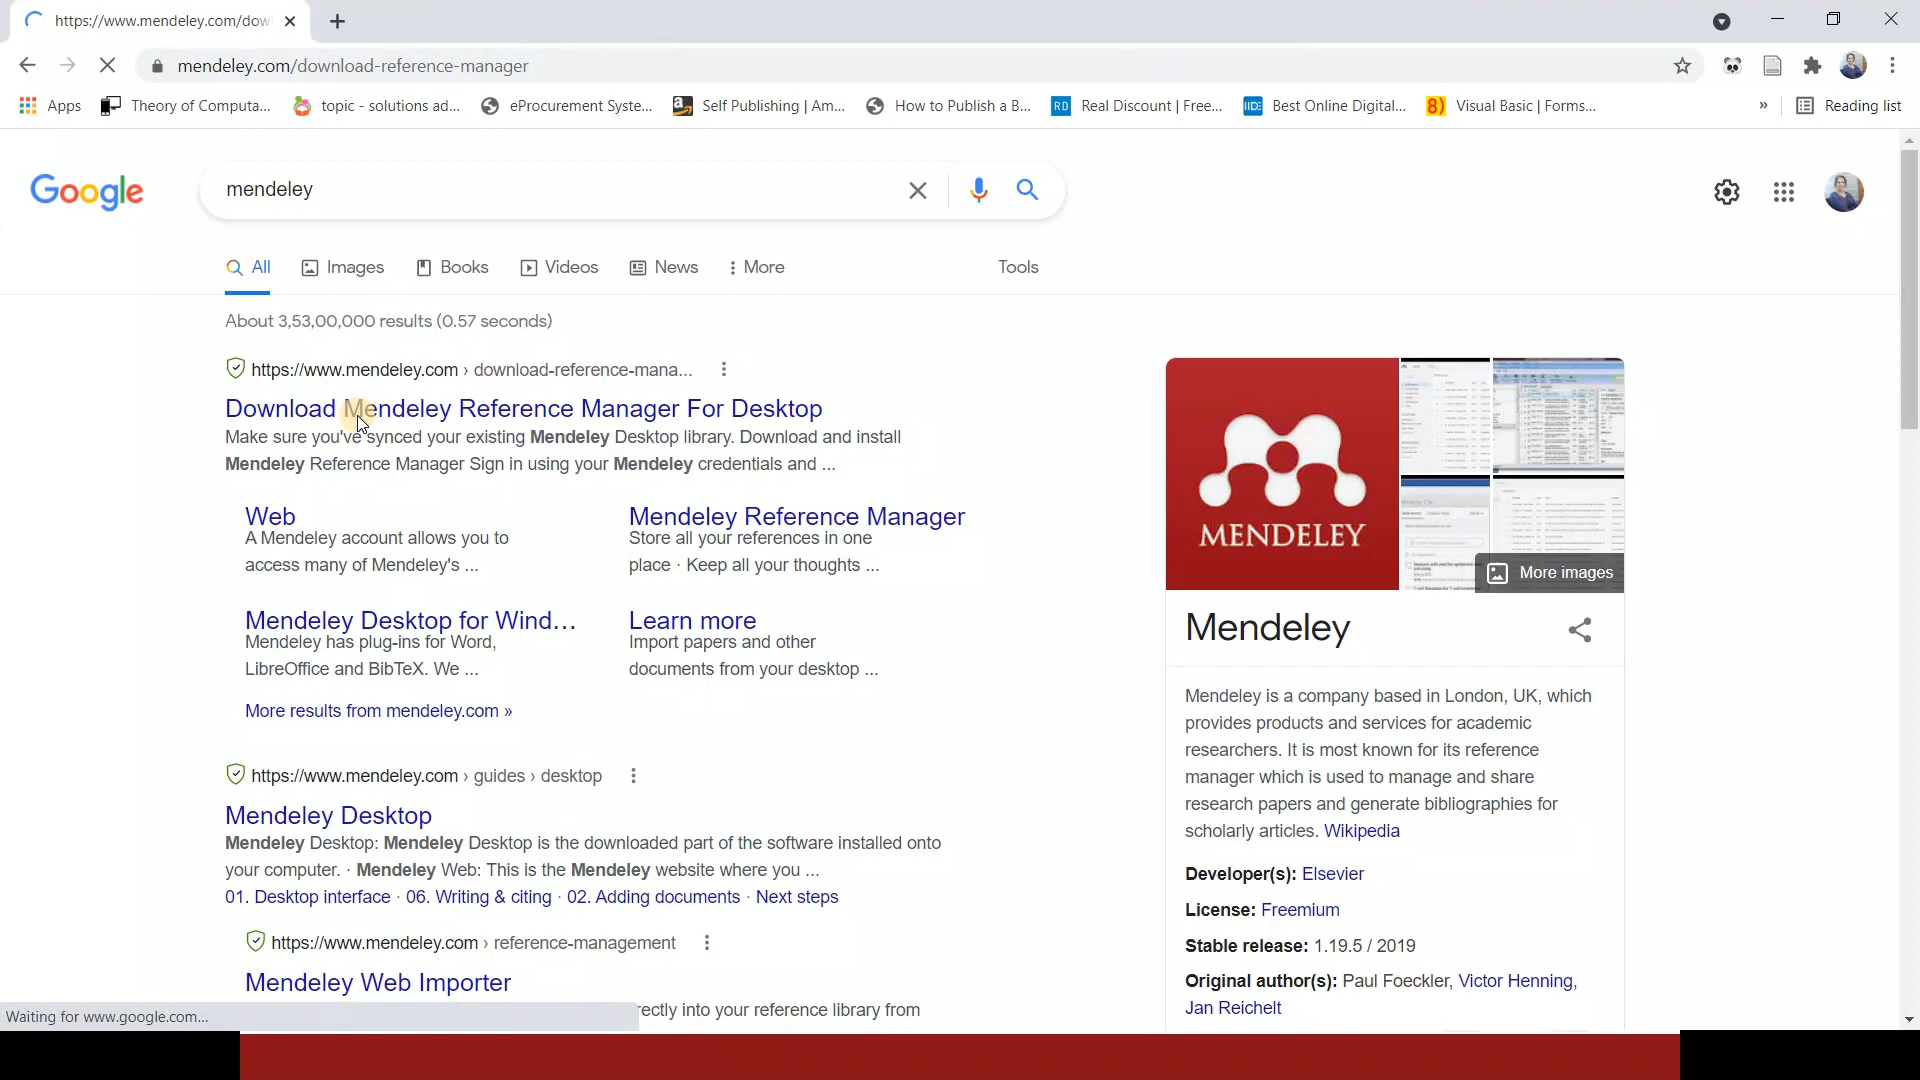 https://www.mendeley.com/dow
mendeley.com/download-reference-manager
Apps
Theory of Computa...
topic - solutions ad...
eProcurement Syste...
Self Publishing | Am...
How to Publish a B...
RD Real Discount | Free...
Best Online Digital...
8) Visual Basic | Forms...
»
Reading list
Google
mendeley
All
Images
Books
Videos
News
More
Tools
About 3,53,00,000 results (0.57 seconds)
https://www.mendeley.com › download-reference-mana...
Download Mendeley Reference Manager For Desktop
Make sure you've synced your existing Mendeley Desktop library. Download and install
Mendeley Reference Manager Sign in using your Mendeley credentials and ...
Web
A Mendeley account allows you to
access many of Mendeley's ...
Mendeley Reference Manager
Store all your references in one
place · Keep all your thoughts ...
Mendeley Desktop for Wind...
Mendeley has plug-ins for Word,
LibreOffice and BibTeX. We ...
Learn more
Import papers and other
documents from your desktop ...
More results from mendeley.com »
https://www.mendeley.com › guides › desktop
Mendeley Desktop
Mendeley Desktop: Mendeley Desktop is the downloaded part of the software installed onto
your computer. · Mendeley Web: This is the Mendeley website where you ...
01. Desktop interface · 06. Writing & citing · 02. Adding documents · Next steps
https://www.mendeley.com › reference-management
Mendeley Web Importer
rectly into your reference library from
Waiting for www.google.com...
MENDELEY
More images
Mendeley
Mendeley is a company based in London, UK, which
provides products and services for academic
researchers. It is most known for its reference
manager which is used to manage and share
research papers and generate bibliographies for
scholarly articles. Wikipedia
Developer(s): Elsevier
License: Freemium
Stable release: 1.19.5 / 2019
Original author(s): Paul Foeckler, Victor Henning,
Jan Reichelt